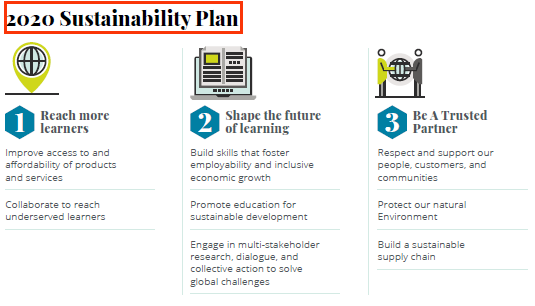 2020 Sustainability Plan
1 Reach more
learners
Improve access to and
affordability of products
and services
Collaborate to reach
underserved learners
2 Shape the future
of learning
Build skills that foster
employability and inclusive
economic growth
Promote education for
sustainable development
Engage in multi-stakeholder
research, dialogue, and
collective action to solve
global challenges
3 Be A Trusted
Partner
Respect and support our
people, customers, and
communities
Protect our natural
Environment
Build a sustainable
supply chain